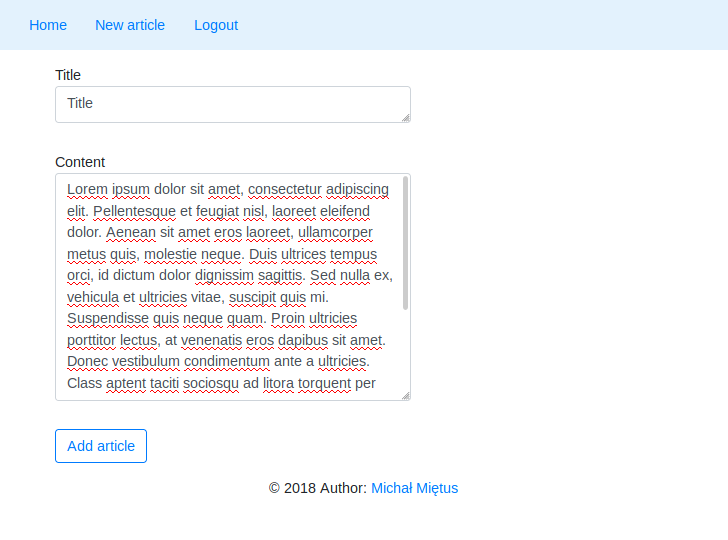 Home New article Logout
Title
Title
Content
Lorem ipsum dolor sit amet, consectetur adipiscing
elit. Pellentesque et feugiat nisl, laoreet eleifend
dolor. Aenean sit amet eros laoreet, ullamcorper
metus quis, molestie neque. Duis ultrices tempus
orci, id dictum dolor dignissim sagittis. Sed nulla ex,
vehicula et ultricies vitae, suscipit quis mi.
Suspendisse quis neque quam. Proin ultricies
porttitor lectus, at venenatis eros dapibus sit amet.
Donec vestibulum condimentum ante a ultricies.
Class aptent taciti sociosqu ad litora torquent per
Add article
© 2018 Author: Michał Miętus